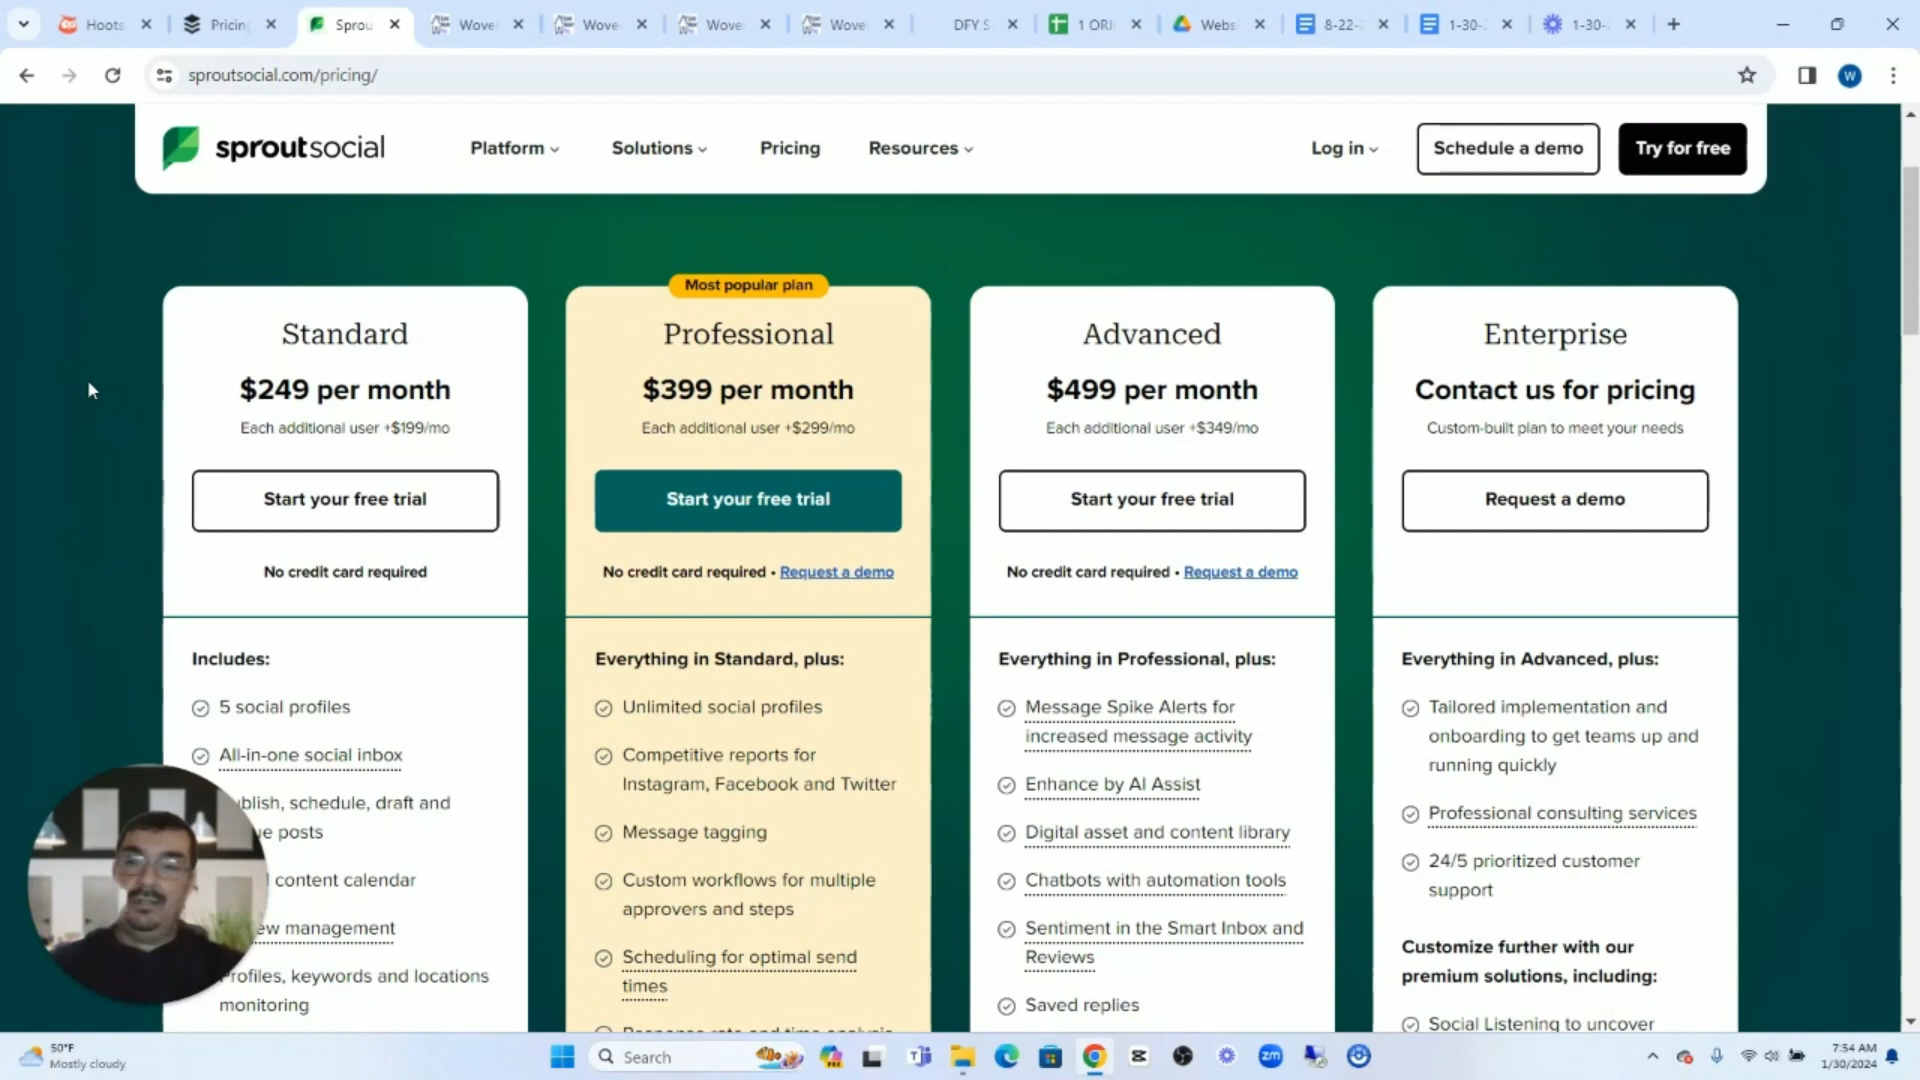 Hoots
Pricing
Sprou
Wove
Wove
Wove
Wove
DFY S
1 ORI
Webs
8-22-
1-30-
1-30-
sproutsocial.com/pricing/
W
sproutsocial
Platform
Solutions
Pricing
Resources
Log in
Schedule a demo
Try for free
Standard
$249 per month
Each additional user +$199/mo
Start your free trial
No credit card required
Includes:
5 social profiles
All-in-one social inbox
blish, schedule, draft and
ue posts
content calendar
ew management
Profiles, keywords and locations
monitoring
Most popular plan
Professional
$399 per month
Each additional user +$299/mo
Start your free trial
No credit card required • Request a demo
Everything in Standard, plus:
Unlimited social profiles
Competitive reports for
Instagram, Facebook and Twitter
Message tagging
Custom workflows for multiple
approvers and steps
Scheduling for optimal send
times
Response rate and time analysis
Advanced
$499 per month
Each additional user +$349/mo
Start your free trial
No credit card required • Request a demo
Everything in Professional, plus:
Message Spike Alerts for
increased message activity
Enhance by AI Assist
Digital asset and content library
Chatbots with automation tools
Sentiment in the Smart Inbox and
Reviews
Saved replies
Enterprise
Contact us for pricing
Custom-built plan to meet your needs
Request a demo
Everything in Advanced, plus:
Tailored implementation and
onboarding to get teams up and
running quickly
Professional consulting services
24/5 prioritized customer
support
Customize further with our
premium solutions, including:
Social Listening to uncover
50°F
Mostly cloudy
Search
zm
7:54 AM
1/30/2024